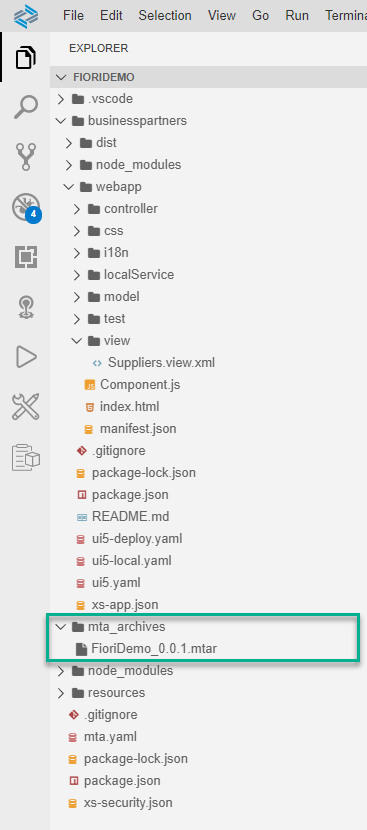 File Edit Selection View Go Run Termina
EXPLORER
FIORIDEMO
.vscode
businesspartners
dist
node_modules
webapp
controller
css
i18n
localService
model
test
view
Suppliers.view.xml
Component.js
index.html
manifest.json
.gitignore
package-lock.json
package.json
README.md
ui5-deploy.yaml
ui5-local.yaml
ui5.yaml
xs-app.json
mta_archives
FioriDemo_0.0.1.mtar
node_modules
resources
.gitignore
mta.yaml
package-lock.json
package.json
xs-security.json
4